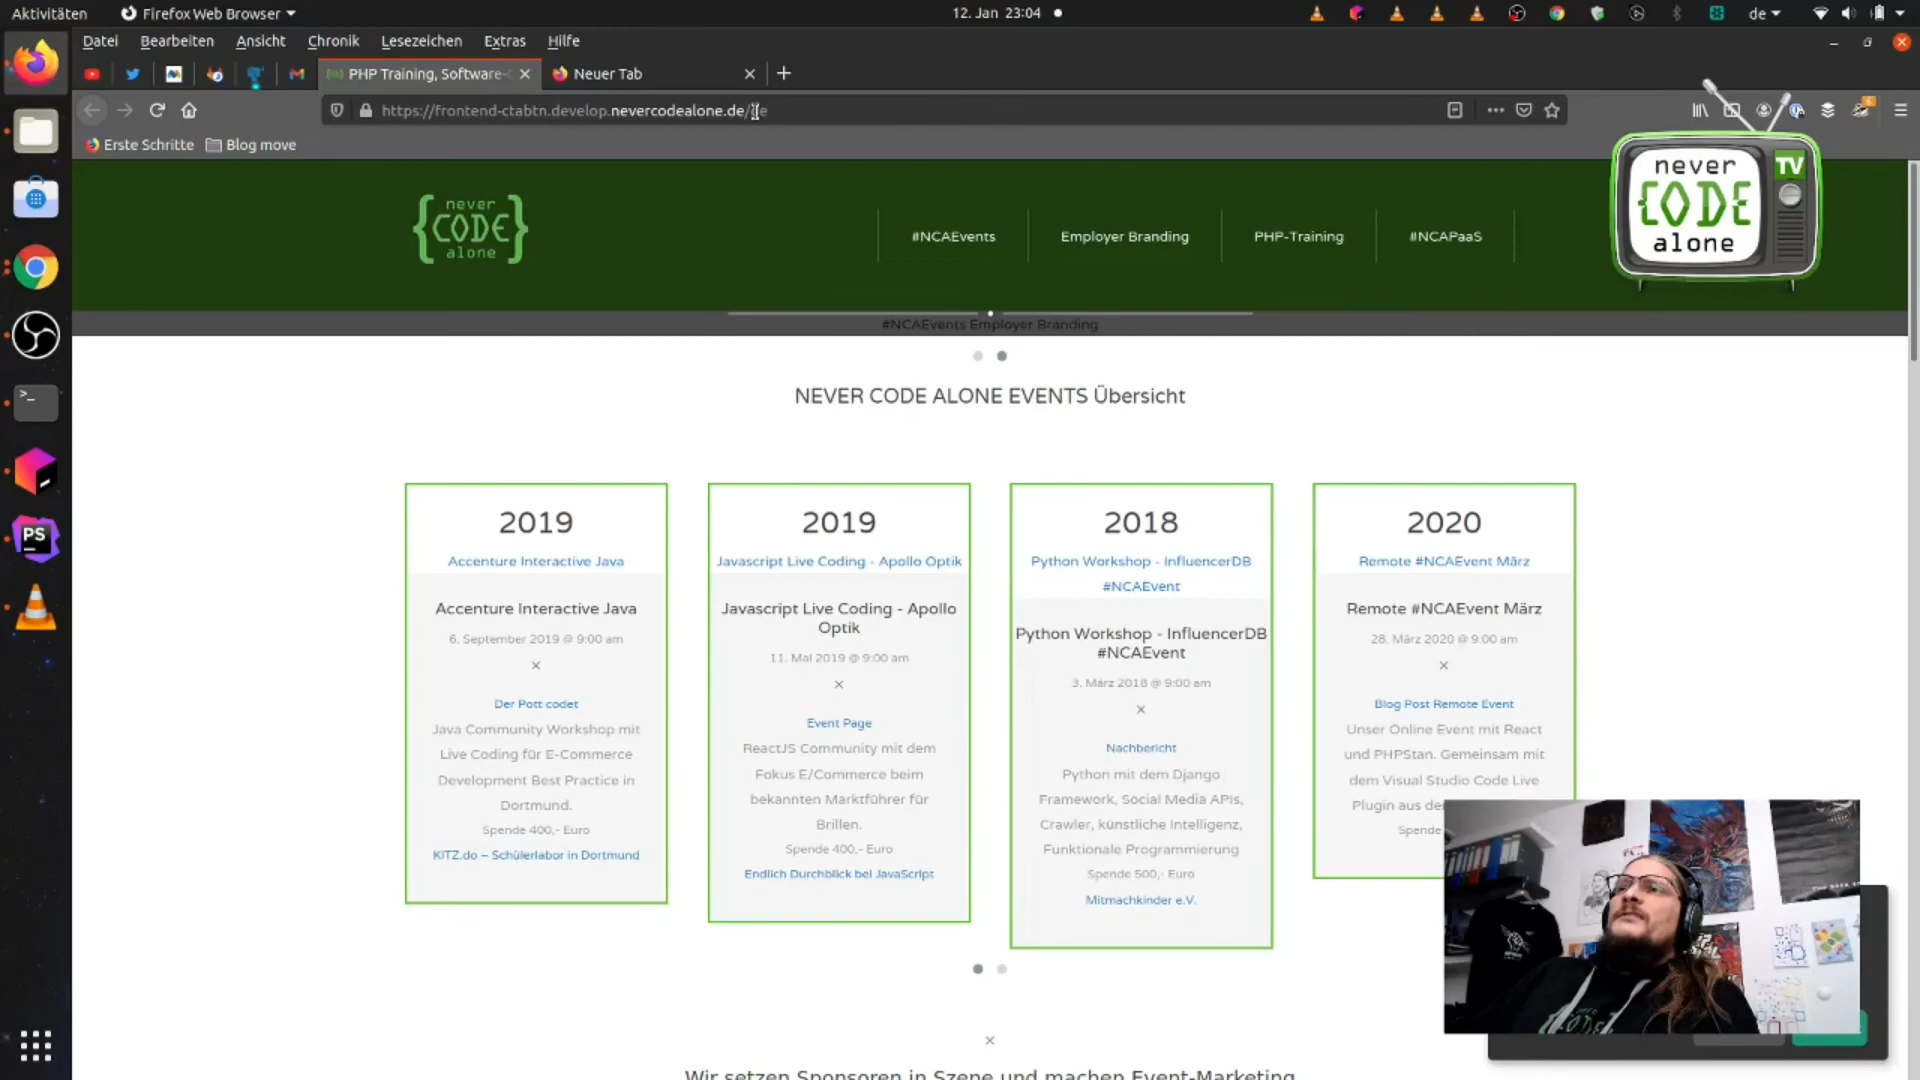 Aktivitäten
Firefox Web Browser
12. Jan 23:04
de
Datei Bearbeiten Ansicht Chronik Lesezeichen Extras Hilfe
PHP Training, Software-
Neuer Tab
https://frontend-ctabtn.develop.nevercodealone.de/de
Erste Schritte
Blog move
never
CODE
alone
#NCAEvents
Employer Branding
PHP-Training
#NCAPaaS
never
CODE
alone
TV
#NCAEvents Employer Branding
NEVER CODE ALONE EVENTS Übersicht
2019
Accenture Interactive Java
Accenture Interactive Java
6. September 2019 @ 9:00 am
×
Der Pott codet
Java Community Workshop mit
Live Coding für E-Commerce
Development Best Practice in
Dortmund.
Spende 400,- Euro
KITZ.do – Schülerlabor in Dortmund
2019
Javascript Live Coding - Apollo Optik
Javascript Live Coding - Apollo
Optik
11. Mai 2019 @ 9:00 am
×
Event Page
ReactJS Community mit dem
Fokus E/Commerce beim
bekannten Marktführer für
Brillen.
Spende 400,- Euro
Endlich Durchblick bei JavaScript
2018
Python Workshop - InfluencerDB
#NCAEvent
Python Workshop - InfluencerDB
#NCAEvent
3. März 2018 @ 9:00 am
×
Nachbericht
Python mit dem Django
Framework, Social Media APIs,
Crawler, künstliche Intelligenz,
Funktionale Programmierung
Spende 500,- Euro
Mitmachkinder e.V.
2020
Remote #NCAEvent März
Remote #NCAEvent März
28. März 2020 @ 9:00 am
×
Blog Post Remote Event
Unser Online Event mit React
und PHPStan. Gemeinsam mit
dem Visual Studio Code Live
Plugin aus
Spende
×
Wir setzen Sponsoren in Szene und machen Event-Marketing
PS